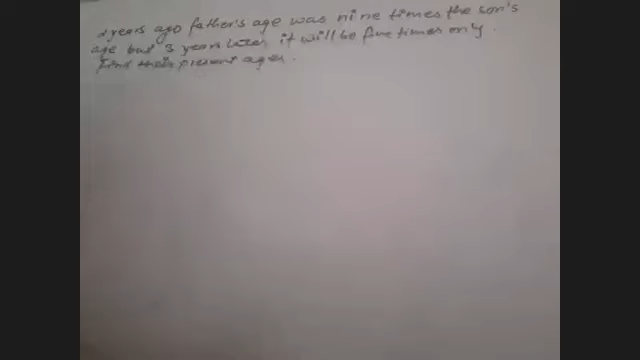 2 years ago father's age was nine times the son's
age but 3 years later it will be five times only.
find their present ages.